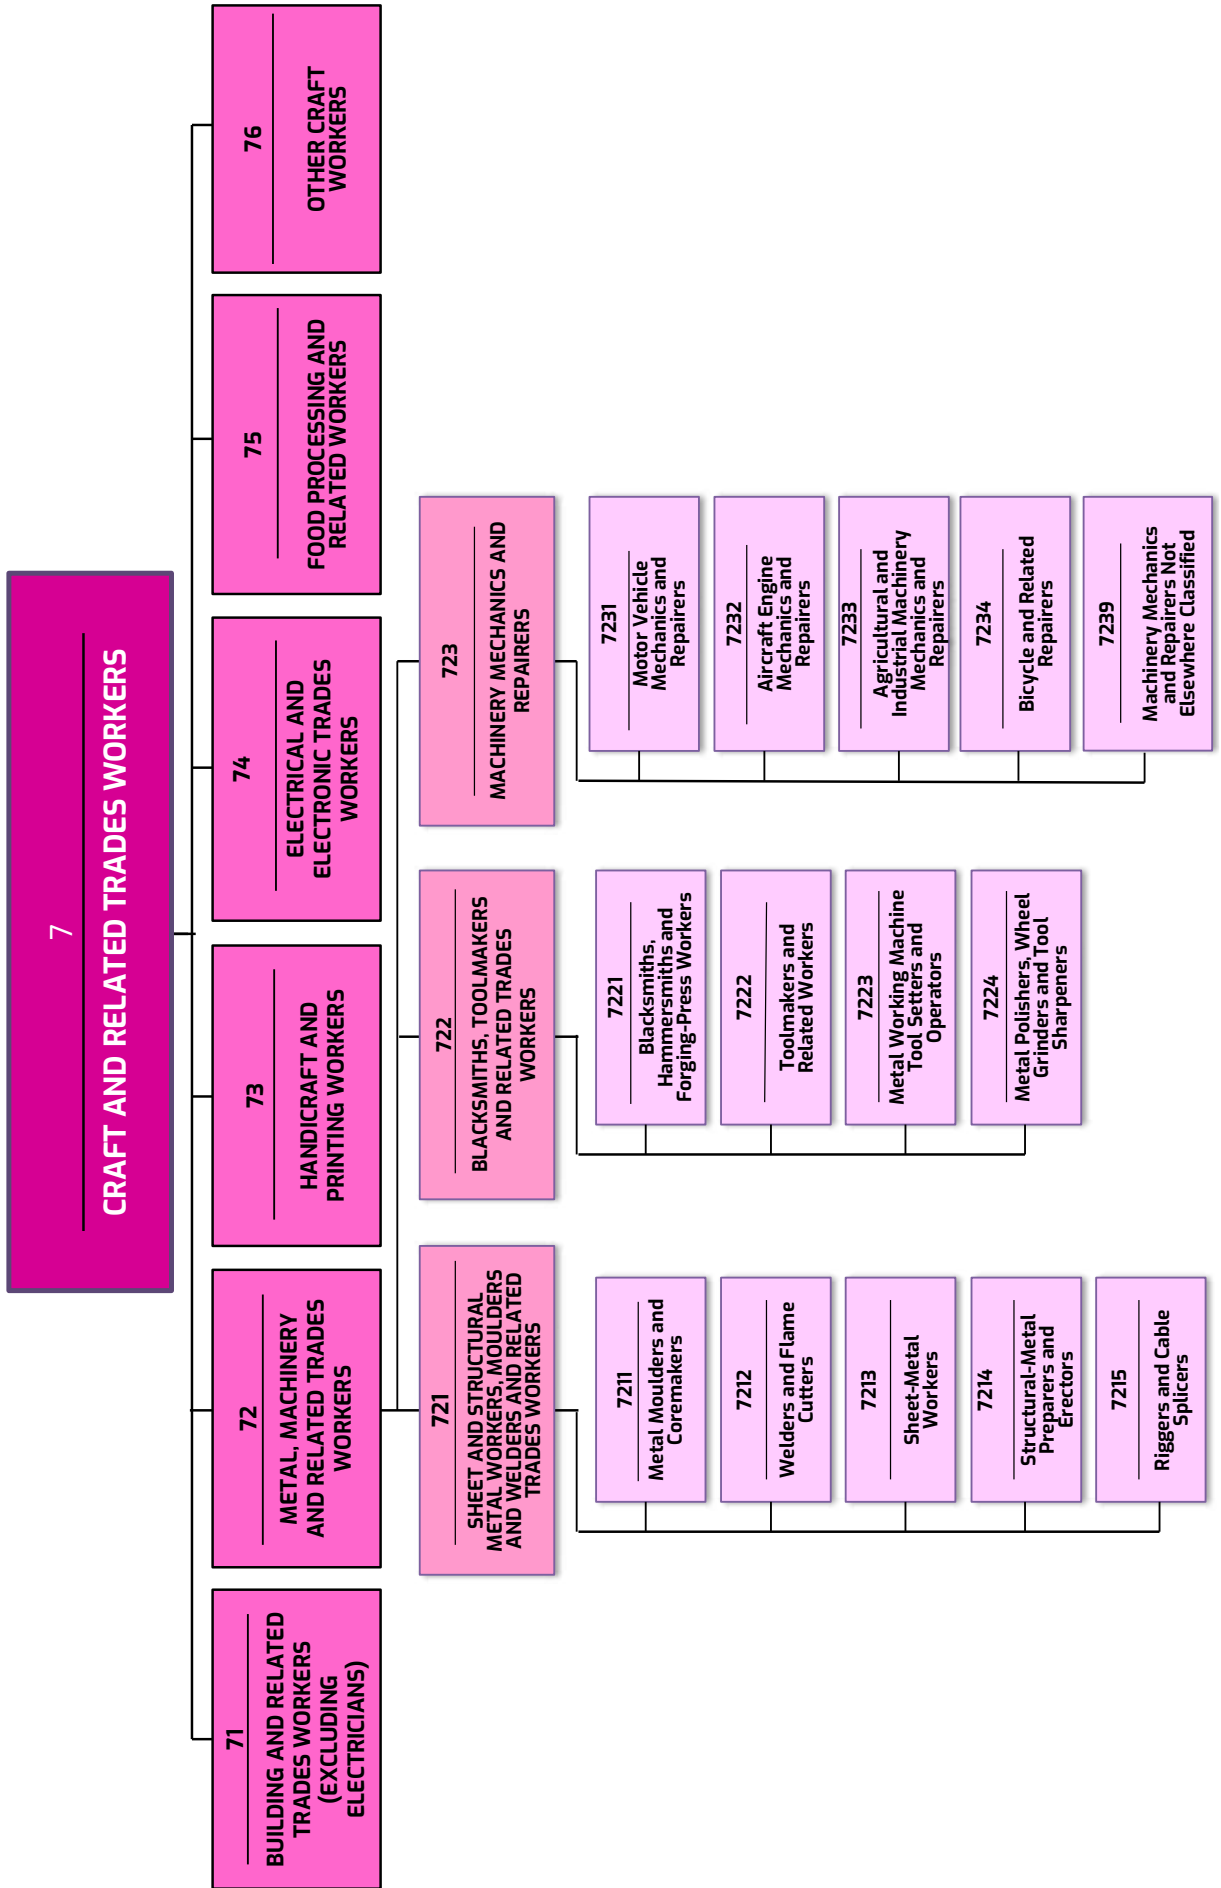 7
CRAFT AND RELATED TRADES WORKERS
71
BUILDING AND RELATED
TRADES WORKERS
(EXCLUDING
ELECTRICIANS)
72
METAL, MACHINERY
AND RELATED TRADES
WORKERS
73
HANDICRAFT AND
PRINTING WORKERS
74
ELECTRICAL AND
ELECTRONIC TRADES
WORKERS
75
FOOD PROCESSING AND
RELATED WORKERS
76
OTHER CRAFT
WORKERS
721
SHEET AND STRUCTURAL
METAL WORKERS, MOULDERS
AND WELDERS AND RELATED
TRADES WORKERS
722
BLACKSMITHS, TOOLMAKERS
AND RELATED TRADES
WORKERS
723
MACHINERY MECHANICS AND
REPAIRERS
7211
Metal Moulders and
Coremakers
7212
Welders and Flame
Cutters
7213
Sheet-Metal
Workers
7214
Structural-Metal
Preparers and
Erectors
7215
Riggers and Cable
Splicers
7221
Blacksmiths,
Hammersmiths and
Forging-Press Workers
7222
Toolmakers and
Related Workers
7223
Metal Working Machine
Tool Setters and
Operators
7224
Metal Polishers, Wheel
Grinders and Tool
Sharpeners
7231
Motor Vehicle
Mechanics and
Repairers
7232
Aircraft Engine
Mechanics and
Repairers
7233
Agricultural and
Industrial Machinery
Mechanics and
Repairers
7234
Bicycle and Related
Repairers
7239
Machinery Mechanics
and Repairers Not
Elsewhere Classified